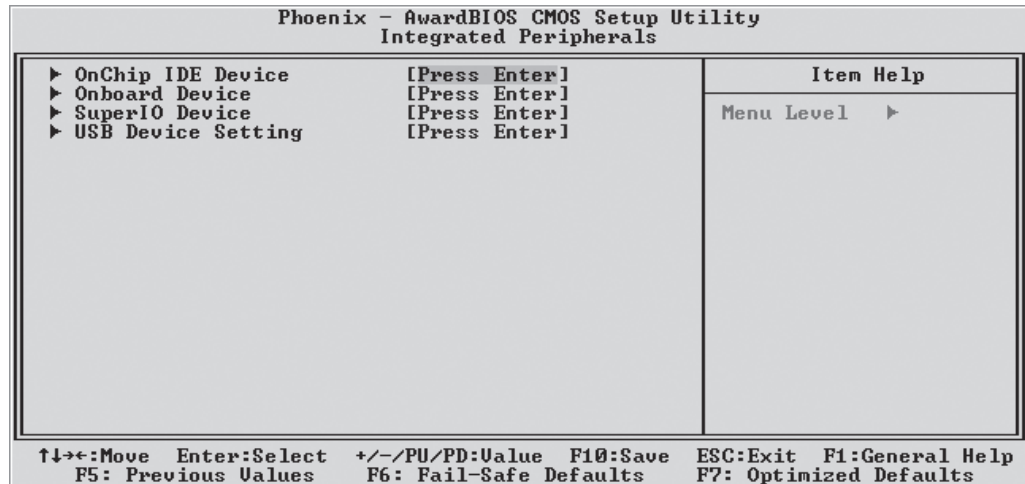 Phoenix - AwardBIOS CMOS Setup Utility
Integrated Peripherals
▶ OnChip IDE Device [Press Enter]
▶ Onboard Device [Press Enter]
▶ SuperIO Device [Press Enter]
▶ USB Device Setting [Press Enter]
Item Help
Menu Level ▶
↑↓→←:Move Enter:Select +/-/PU/PD:Value F10:Save ESC:Exit F1:General Help
F5: Previous Values F6: Fail-Safe Defaults F7: Optimized Defaults